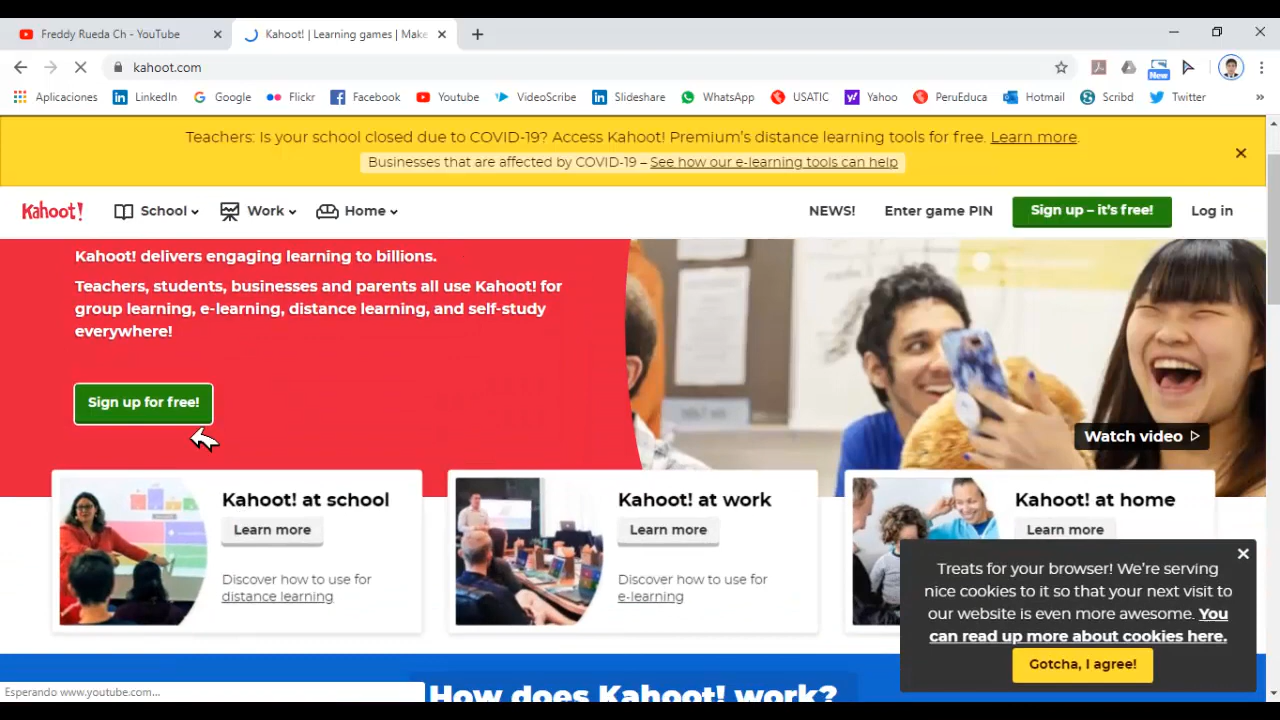 Freddy Rueda Ch - YouTube
Kahoot! | Learning games | Make
kahoot.com
New
Aplicaciones
LinkedIn
Google
Flickr
Facebook
Youtube
VideoScribe
Slideshare
WhatsApp
USATIC
Yahoo
PeruEduca
Hotmail
Scribd
Twitter
Teachers: Is your school closed due to COVID-19? Access Kahoot! Premium's distance learning tools for free. Learn more.
Businesses that are affected by COVID-19 – See how our e-learning tools can help
Kahoot!
School
Work
Home
NEWS!
Enter game PIN
Sign up – it's free!
Log in
Kahoot! delivers engaging learning to billions.
Teachers, students, businesses and parents all use Kahoot! for
group learning, e-learning, distance learning, and self-study
everywhere!
Sign up for free!
Watch video
Kahoot! at school
Learn more
Discover how to use for
distance learning
Kahoot! at work
Learn more
Discover how to use for
e-learning
Kahoot! at home
Learn more
Treats for your browser! We're serving
nice cookies to it so that your next visit to
our website is even more awesome. You
can read up more about cookies here.
Gotcha, I agree!
How does Kahoot! work?
Esperando www.youtube.com...